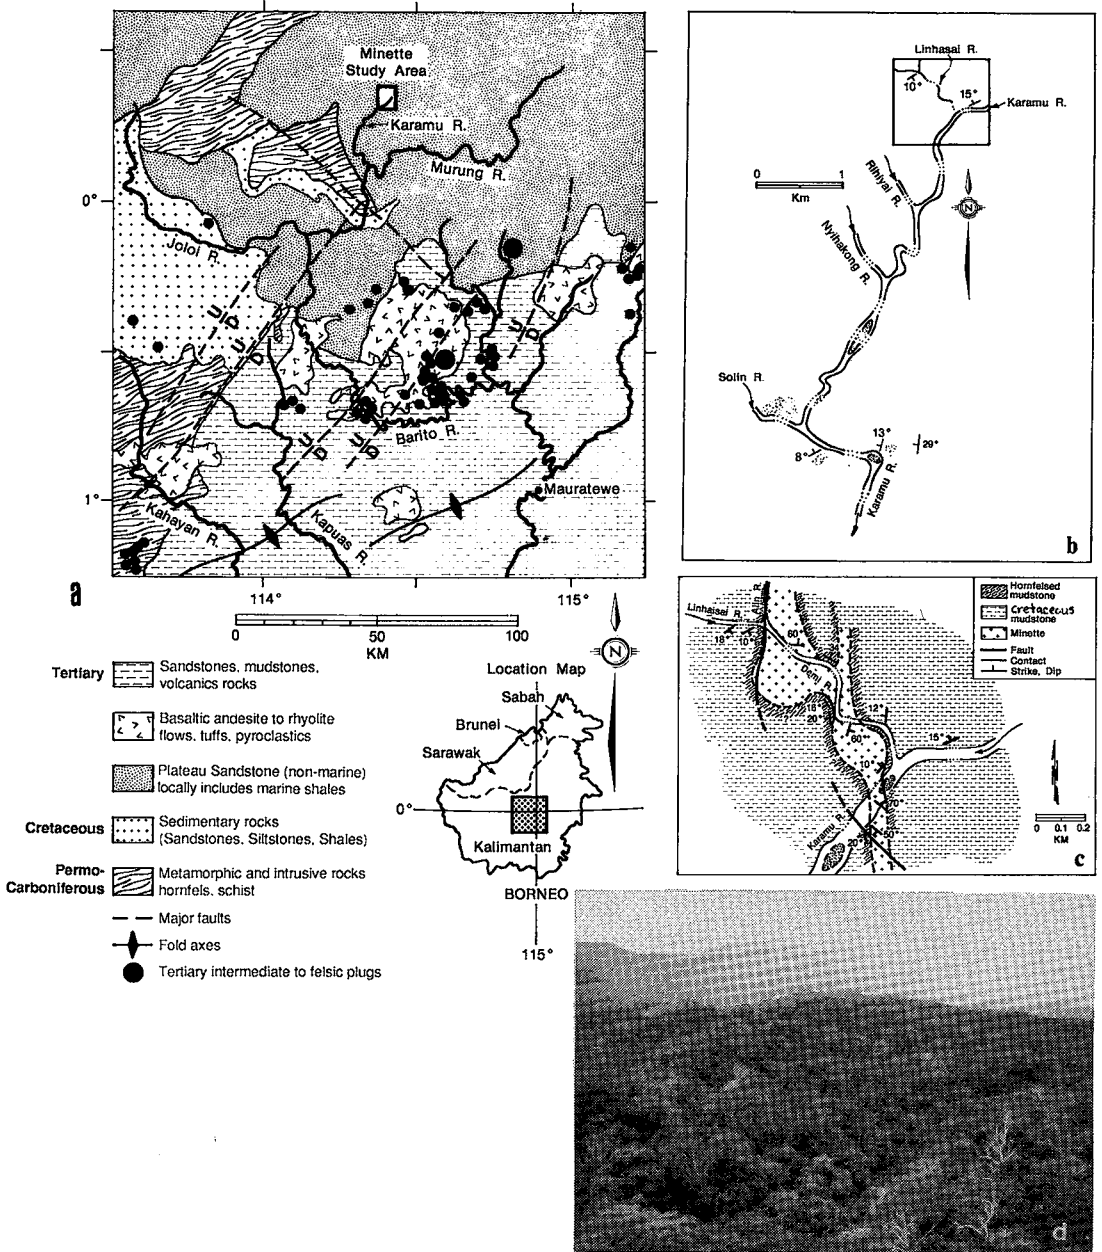 Minette
Study Area
Karamu R.
Murung R.
0°
Joloi R.
U
D
U
D
U
D
U
D
U
D
Barito R.
1°
Mauratewe
Kahayan R.
Kapuas R.
a
114°
115°
0
50
100
KM
N
Tertiary
Sandstones, mudstones,
volcanics rocks
Basaltic andesite to rhyolite
flows, tuffs, pyroclastics
Plateau Sandstone (non-marine)
locally includes marine shales
Cretaceous
Sedimentary rocks
(Sandstones, Siltstones, Shales)
Permo-
Carboniferous
Metamorphic and intrusive rocks
hornfels, schist
Major faults
Fold axes
Tertiary intermediate to felsic plugs
Location Map
Sabah
Brunei
Sarawak
0°
Kalimantan
BORNEO
115°
Linhasai R.
10°
15°
Karamu R.
0
1
Km
Rihiyai R.
N
Nyihakong R.
Solin R.
13°
29°
8°
Karamu R.
b
Hornfelsed
mudstone
Cretaceous
mudstone
Minette
Fault
Contact
Strike, Dip
Linhaisai R.
18°
10°
60°
Demi R.
18°
20°
12°
60°
15°
10°
70°
50°
Karamu R.
20°
0
0.1
0.2
KM
c
d